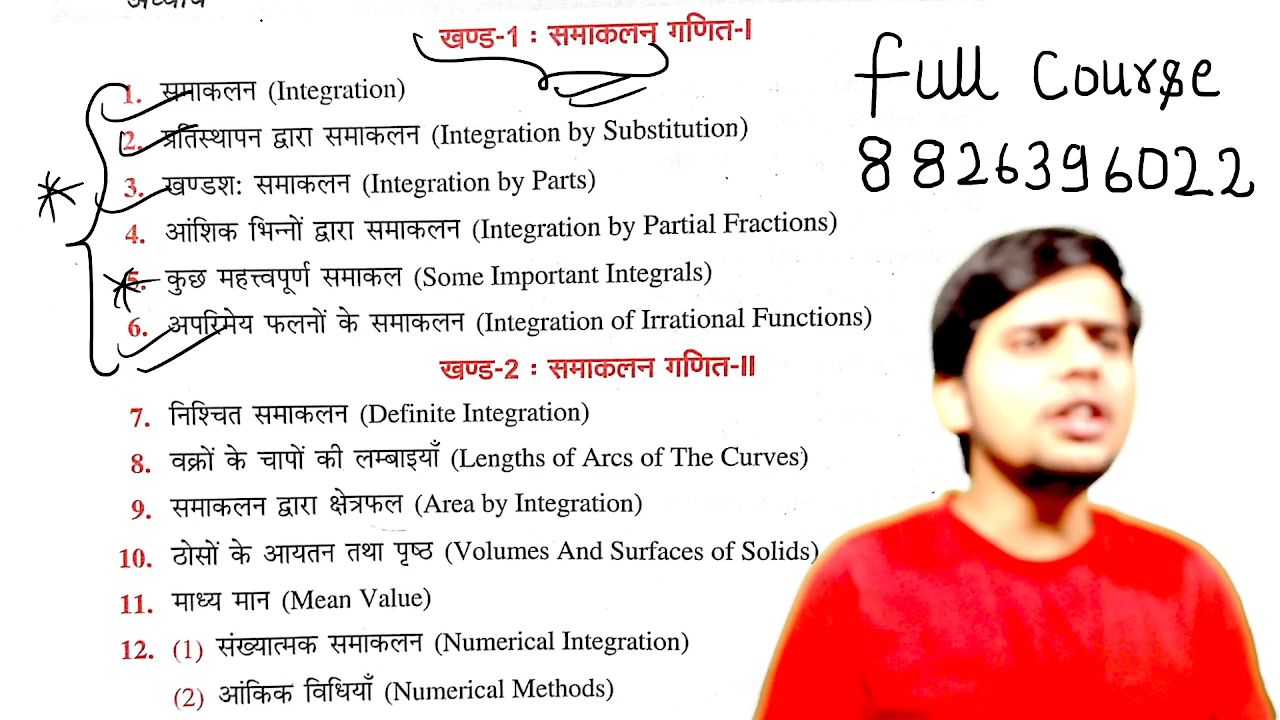 अध्याय
खण्ड-1 : समाकलन गणित-I
1. समाकलन (Integration)
2. प्रतिस्थापन द्वारा समाकलन (Integration by Substitution)
3. खण्डश: समाकलन (Integration by Parts)
4. आंशिक भिन्नों द्वारा समाकलन (Integration by Partial Fractions)
5. कुछ महत्त्वपूर्ण समाकल (Some Important Integrals)
6. अपरिमेय फलनों के समाकलन (Integration of Irrational Functions)
खण्ड-2 : समाकलन गणित-II
7. निश्चित समाकलन (Definite Integration)
8. वक्रों के चापों की लम्बाइयाँ (Lengths of Arcs of The Curves)
9. समाकलन द्वारा क्षेत्रफल (Area by Integration)
10. ठोसों के आयतन तथा पृष्ठ (Volumes And Surfaces of Solids)
11. माध्य मान (Mean Value)
12. (1) संख्यात्मक समाकलन (Numerical Integration)
(2) आंकिक विधियाँ (Numerical Methods)
full Course
8826396022